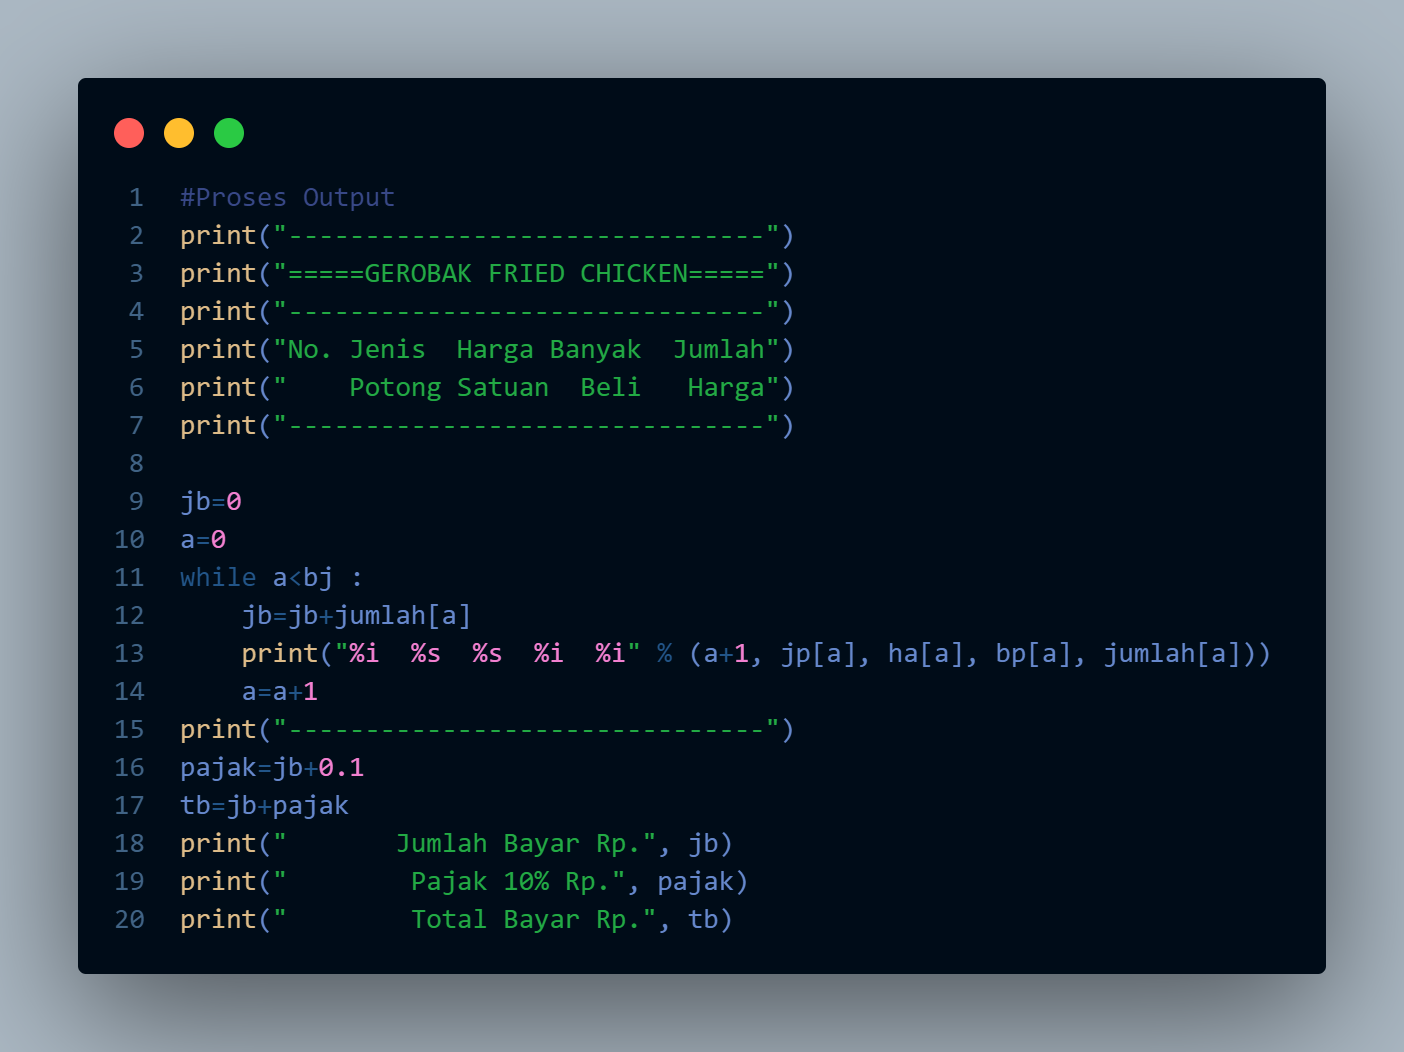 1 #Proses Output
2 print("-------------------------------")
3 print("=====GEROBAK FRIED CHICKEN=====")
4 print("-------------------------------")
5 print("No. Jenis  Harga Banyak  Jumlah")
6 print("    Potong Satuan  Beli   Harga")
7 print("-------------------------------")
8
9 jb=0
10 a=0
11 while a<bj :
12     jb=jb+jumlah[a]
13     print("%i  %s  %s  %i  %i" % (a+1, jp[a], ha[a], bp[a], jumlah[a]))
14     a=a+1
15 print("-------------------------------")
16 pajak=jb+0.1
17 tb=jb+pajak
18 print("       Jumlah Bayar Rp.", jb)
19 print("        Pajak 10% Rp.", pajak)
20 print("        Total Bayar Rp.", tb)